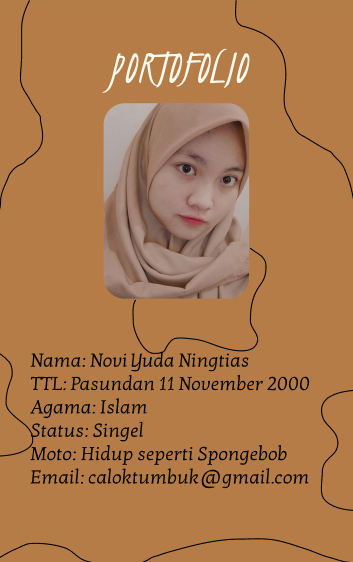 PORTOFOLIO
Nama: Novi Yuda Ningtias
TTL: Pasundan 11 November 2000
Agama: Islam
Status: Singel
Moto: Hidup seperti Spongebob
Email: caloktumbuk@gmail.com